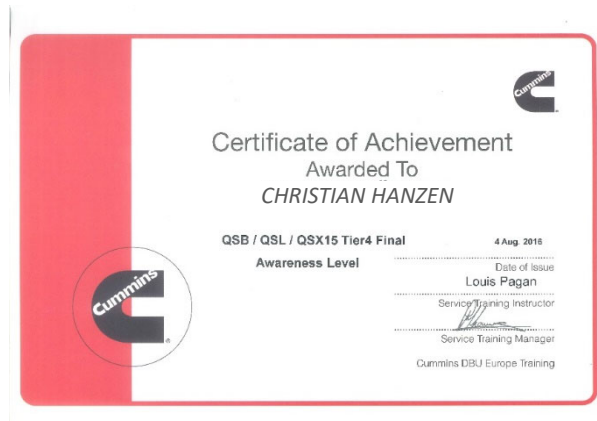 Cummins
Certificate of Achievement
Awarded To
CHRISTIAN HANZEN
QSB / QSL / QSX15 Tier4 Final
Awareness Level
4 Aug. 2016
Date of Issue
Louis Pagan
Service Training Instructor
Service Training Manager
Cummins DBU Europe Training
Cummins